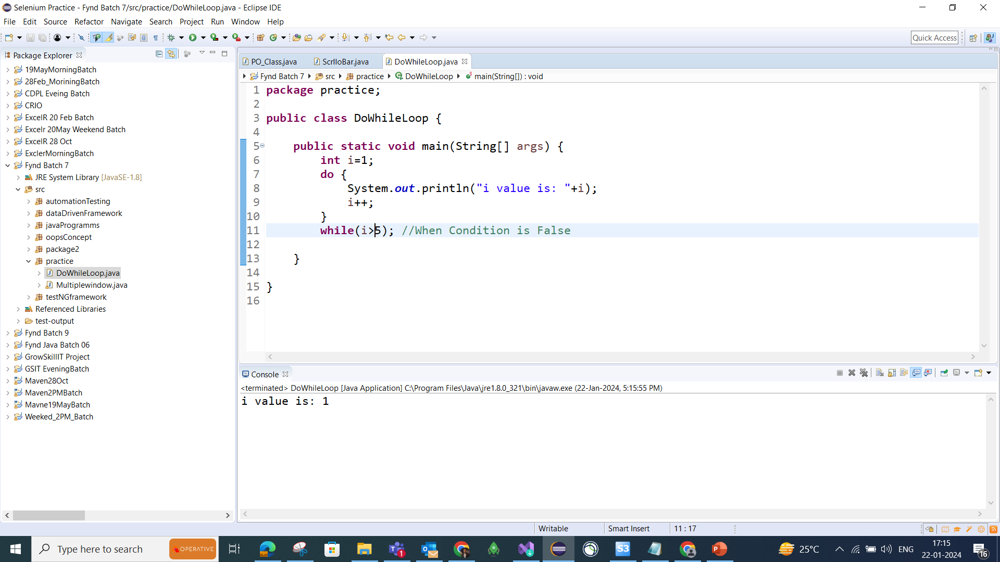 Selenium Practice - Fynd Batch 7/src/practice/DoWhileLoop.java - Eclipse IDE
File Edit Source Refactor Navigate Search Project Run Window Help
Quick Access
Package Explorer
19MayMorningBatch
28Feb_MoriningBatch
CDPL Eveing Batch
CRIO
ExcelR 20 Feb Batch
Excelr 20May Weekend Batch
ExcelR 28 Oct
ExclerMorningBatch
Fynd Batch 7
JRE System Library [JavaSE-1.8]
src
automationTesting
dataDrivenFramework
javaProgramms
oopsConcept
package2
practice
DoWhileLoop.java
Multiplewindow.java
testNGframework
Referenced Libraries
test-output
Fynd Batch 9
Fynd Java Batch 06
GrowSkillIT Project
GSIT EveningBatch
Maven28Oct
Maven2PMBatch
Mavne19MayBatch
Weeked_2PM_Batch
PO_Class.java ScrlloBar.java DoWhileLoop.java
Fynd Batch 7 src practice DoWhileLoop main(String[]) : void
1 package practice;
2
3 public class DoWhileLoop {
4
5 public static void main(String[] args) {
6 int i=1;
7 do {
8 System.out.println("i value is: "+i);
9 i++;
10 }
11 while(i>5); //When Condition is False
12
13 }
14
15 }
16
Console
<terminated> DoWhileLoop [Java Application] C:\Program Files\Java\jre1.8.0_321\bin\javaw.exe (22-Jan-2024, 5:15:55 PM)
i value is: 1
Writable Smart Insert 11 : 17
Type here to search OPERATIVE 1 S3 P 25°C ENG 17:15
22-01-2024 16